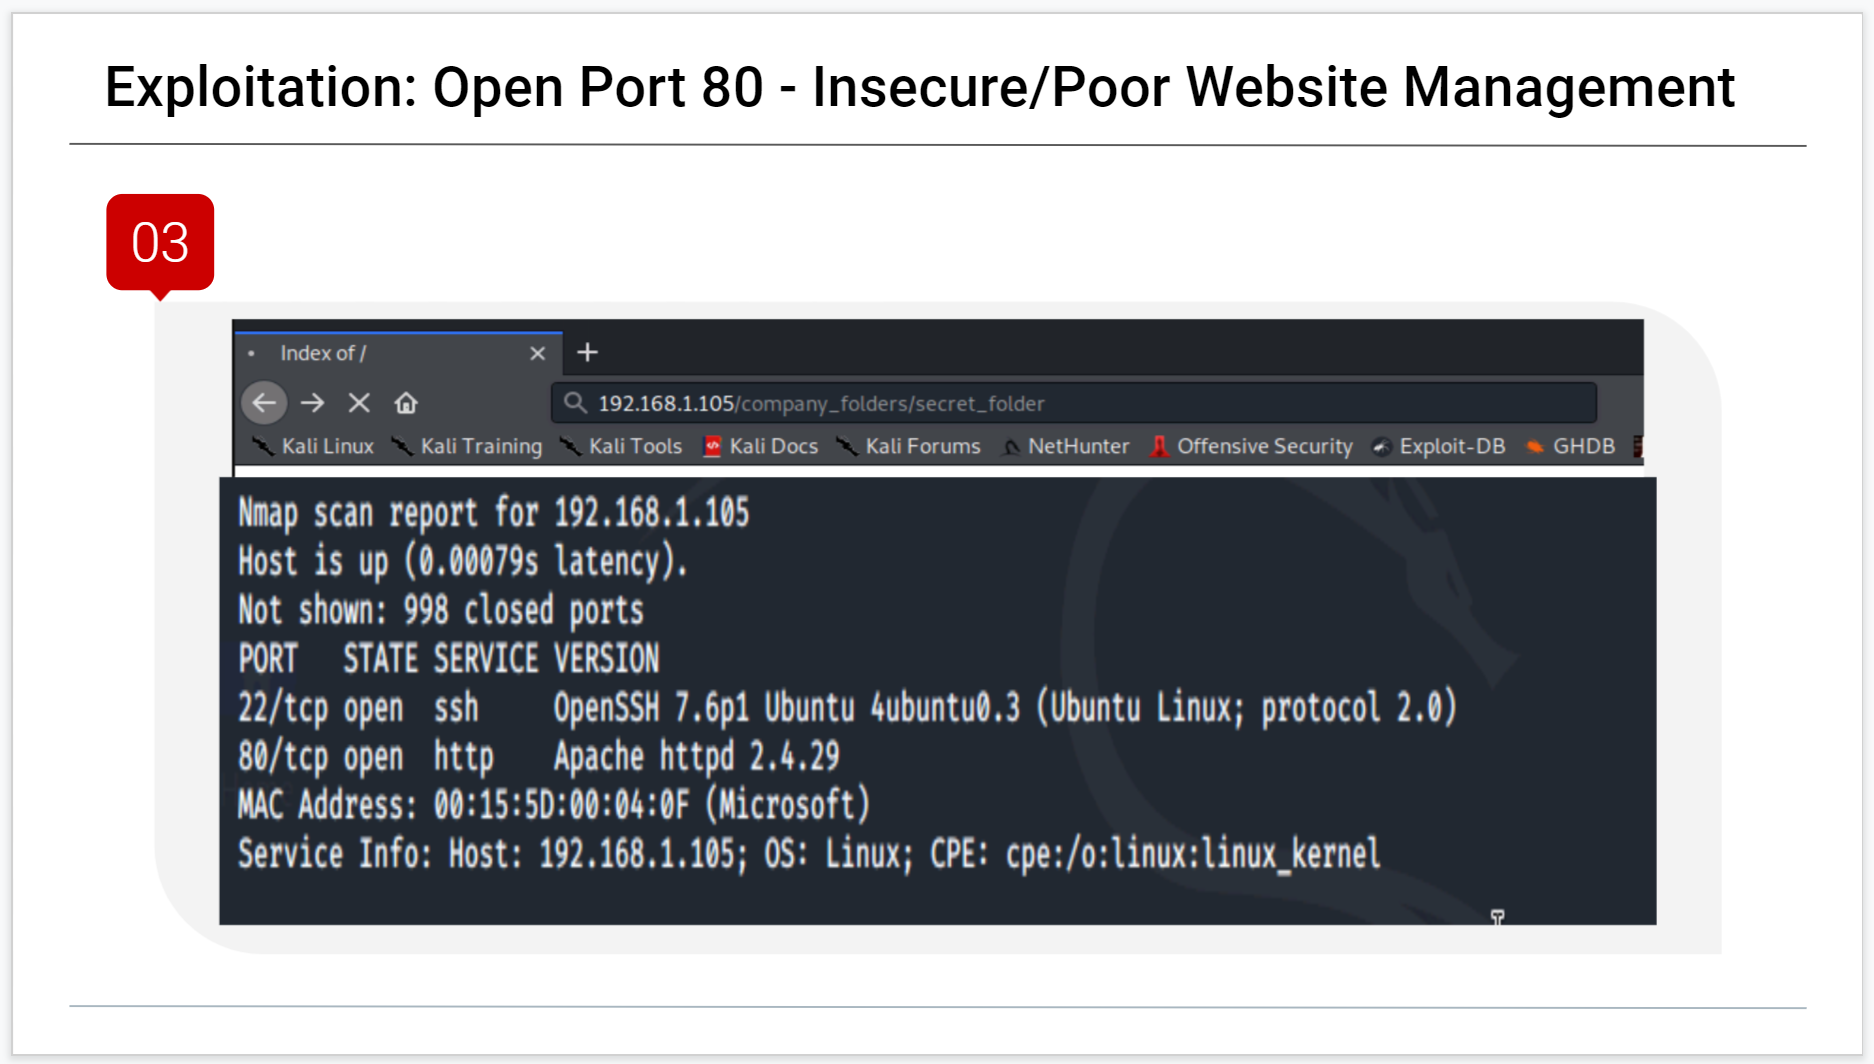 Exploitation: Open Port 80 - Insecure/Poor Website Management
03
Index of /
192.168.1.105/company_folders/secret_folder
Kali Linux Kali Training Kali Tools Kali Docs Kali Forums NetHunter Offensive Security Exploit-DB GHDB
Nmap scan report for 192.168.1.105
Host is up (0.00079s latency).
Not shown: 998 closed ports
PORT   STATE SERVICE VERSION
22/tcp open  ssh     OpenSSH 7.6p1 Ubuntu 4ubuntu0.3 (Ubuntu Linux; protocol 2.0)
80/tcp open  http    Apache httpd 2.4.29
MAC Address: 00:15:5D:00:04:0F (Microsoft)
Service Info: Host: 192.168.1.105; OS: Linux; CPE: cpe:/o:linux:linux_kernel